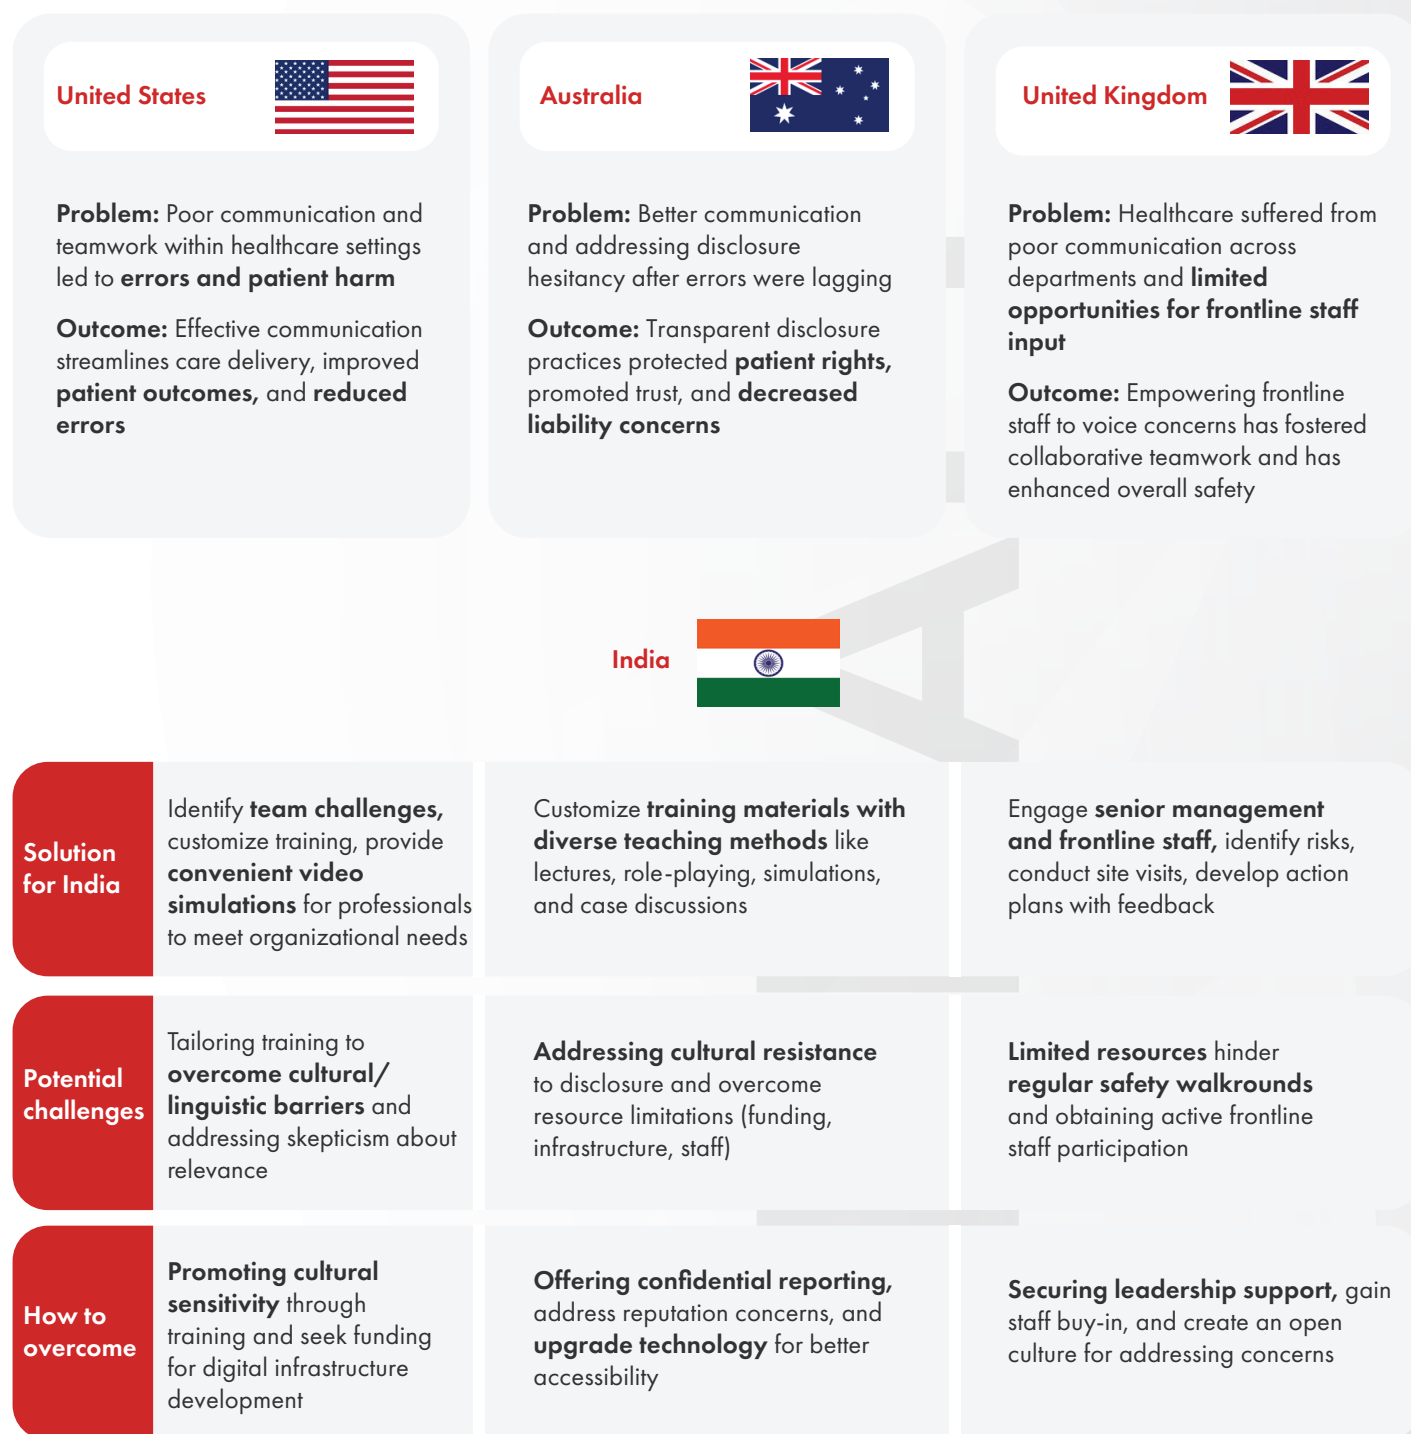 United States
Problem: Poor communication and
teamwork within healthcare settings
led to errors and patient harm
Outcome: Effective communication
streamlines care delivery, improved
patient outcomes, and reduced
errors
Australia
Problem: Better communication
and addressing disclosure
hesitancy after errors were lagging
Outcome: Transparent disclosure
practices protected patient rights,
promoted trust, and decreased
liability concerns
United Kingdom
Problem: Healthcare suffered from
poor communication across
departments and limited
opportunities for frontline staff
input
Outcome: Empowering frontline
staff to voice concerns has fostered
collaborative teamwork and has
enhanced overall safety
India
Solution
for India
Identify team challenges,
customize training, provide
convenient video
simulations for professionals
to meet organizational needs
Customize training materials with
diverse teaching methods like
lectures, role-playing, simulations,
and case discussions
Engage senior management
and frontline staff, identify risks,
conduct site visits, develop action
plans with feedback
Potential
challenges
Tailoring training to
overcome cultural/
linguistic barriers and
addressing skepticism about
relevance
Addressing cultural resistance
to disclosure and overcome
resource limitations (funding,
infrastructure, staff)
Limited resources hinder
regular safety walkrounds
and obtaining active frontline
staff participation
How to
overcome
Promoting cultural
sensitivity through
training and seek funding
for digital infrastructure
development
Offering confidential reporting,
address reputation concerns, and
upgrade technology for better
accessibility
Securing leadership support, gain
staff buy-in, and create an open
culture for addressing concerns